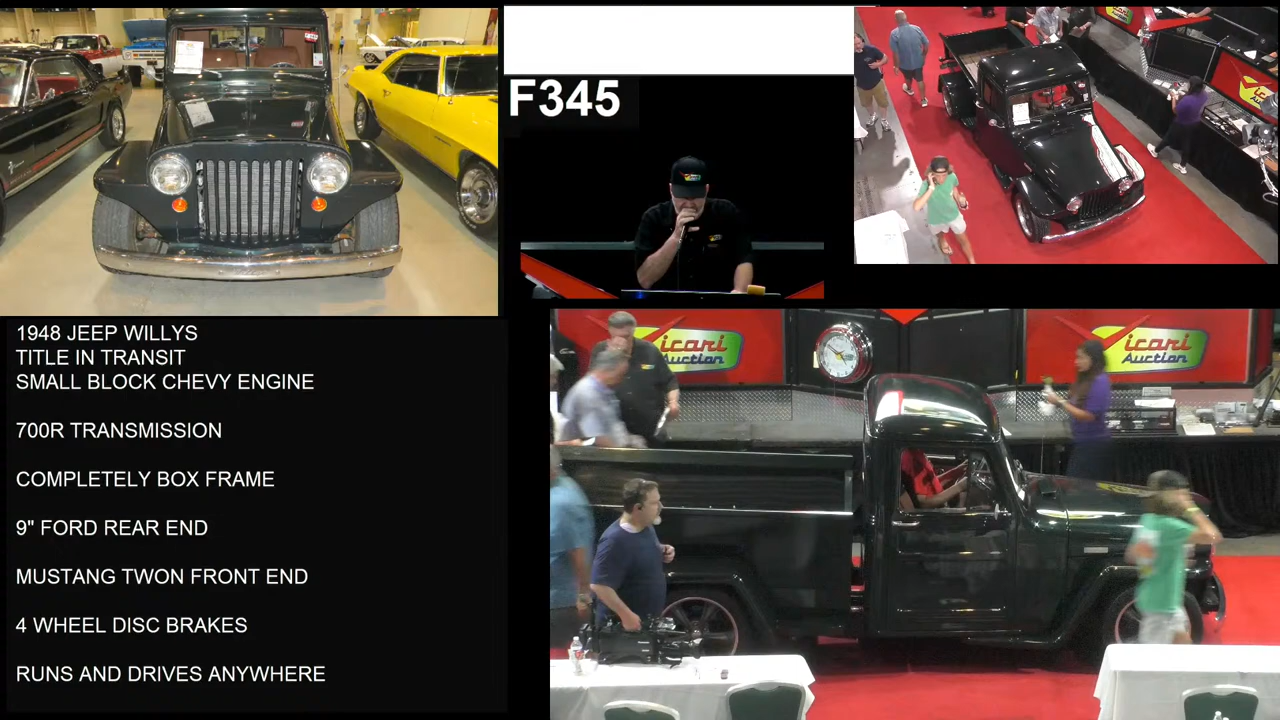 F345
1948 JEEP WILLYS
TITLE IN TRANSIT
SMALL BLOCK CHEVY ENGINE
700R TRANSMISSION
COMPLETELY BOX FRAME
9" FORD REAR END
MUSTANG TWON FRONT END
4 WHEEL DISC BRAKES
RUNS AND DRIVES ANYWHERE
Vicari
Auction
Vicari
Auction